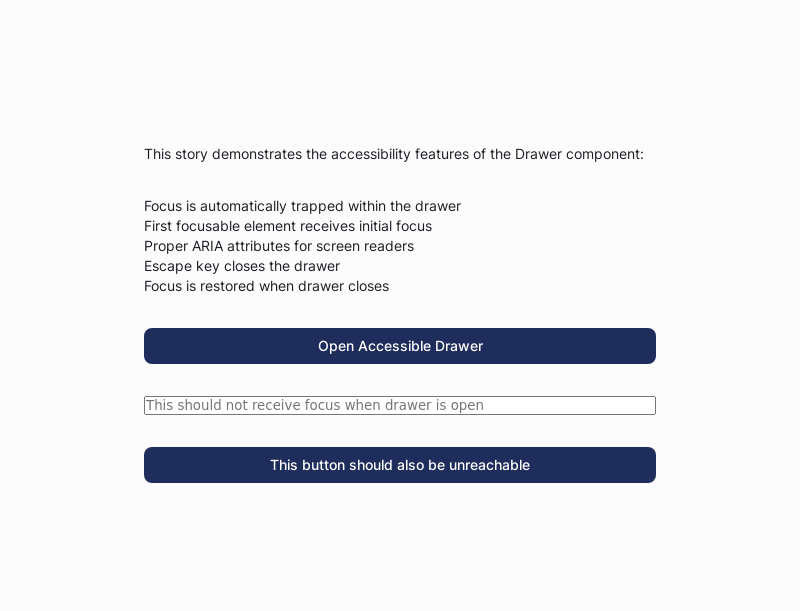 This story demonstrates the accessibility features of the Drawer component:
Focus is automatically trapped within the drawer
First focusable element receives initial focus
Proper ARIA attributes for screen readers
Escape key closes the drawer
Focus is restored when drawer closes
Open Accessible Drawer
This should not receive focus when drawer is open
This button should also be unreachable